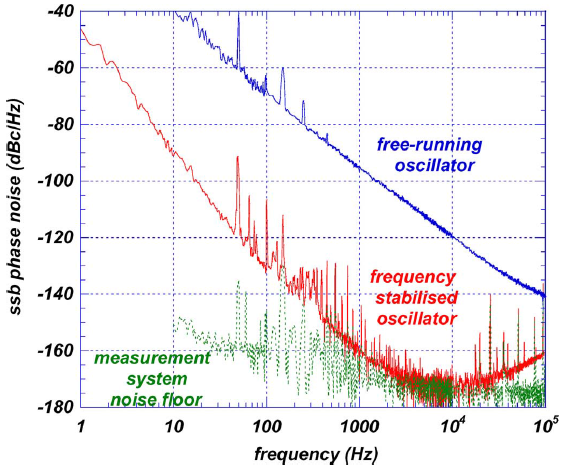 -40
-60
-80
-100
-120
-140
-160
-180
ssb phase noise (dBc/Hz)
free-running
oscillator
frequency
stabilised
oscillator
measurement
system
noise floor
1 10 100 1000 10⁴ 10⁵
frequency (Hz)